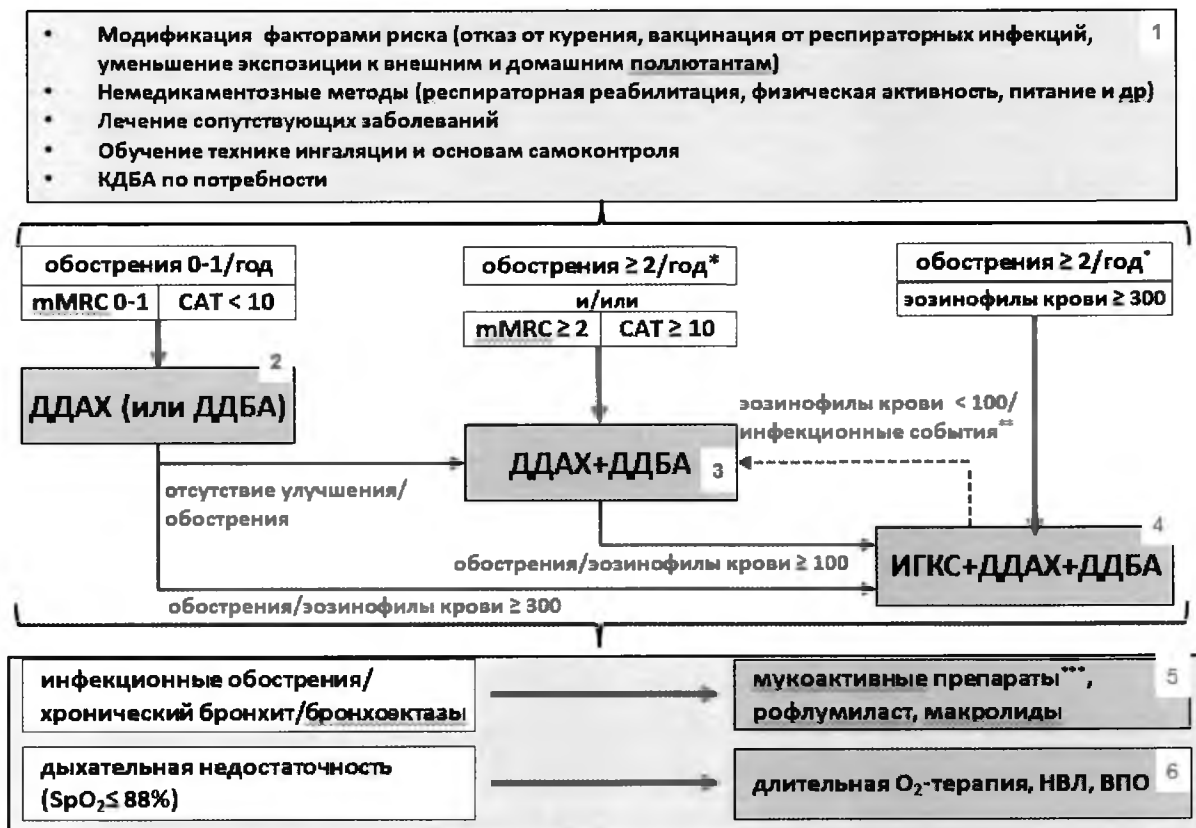 • Модификация факторами риска (отказ от курения, вакцинация от респираторных инфекций,
уменьшение экспозиции к внешним и домашним поллютантам)
• Немедикаментозные методы (респираторная реабилитация, физическая активность, питание и др)
• Лечение сопутствующих заболеваний
• Обучение технике ингаляции и основам самоконтроля
• КДБА по потребности
1
обострения 0-1/год
mMRC 0-1
CAT < 10
обострения ≥ 2/год*
и/или
mMRC ≥ 2
CAT ≥ 10
обострения ≥ 2/год*
эозинофилы крови ≥ 300
2
ДДАХ (или ДДБА)
эозинофилы крови < 100/
инфекционные события**
ДДАХ+ДДБА
3
отсутствие улучшения/
обострения
4
ИГКС+ДДАХ+ДДБА
обострения/эозинофилы крови ≥ 100
обострения/эозинофилы крови ≥ 300
инфекционные обострения/
хронический бронхит/бронхоэктазы
мукоактивные препараты***,
рофлумиласт, макролиды
5
дыхательная недостаточность
(SpO₂≤ 88%)
длительная O₂-терапия, НВЛ, ВПО
6